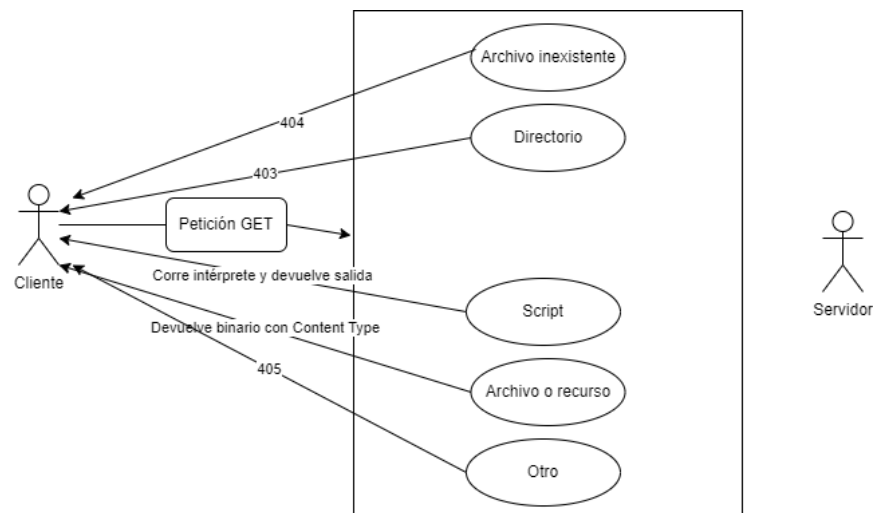 Archivo inexistente
404
Directorio
403
Petición GET
Cliente
Servidor
Corre intérprete y devuelve salida
Script
Devuelve binario con Content Type
405
Archivo o recurso
Otro